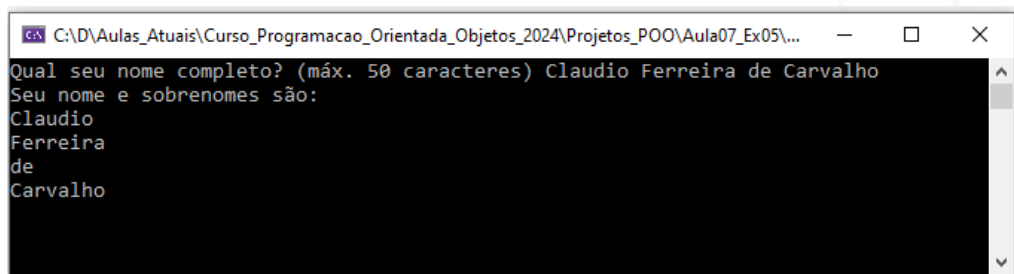 C:\D\Aulas_Atuais\Curso_Programacao_Orientada_Objetos_2024\Projetos_POO\Aula07_Ex05\...
Qual seu nome completo? (máx. 50 caracteres) Claudio Ferreira de Carvalho
Seu nome e sobrenomes são:
Claudio
Ferreira
de
Carvalho